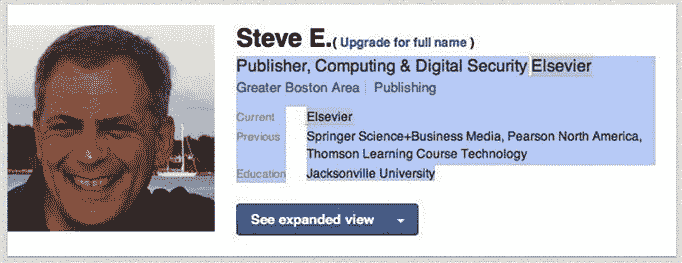 Steve E. ( Upgrade for full name )
Publisher, Computing & Digital Security Elsevier
Greater Boston Area | Publishing
Current Elsevier
Previous Springer Science+Business Media, Pearson North America,
Thomson Learning Course Technology
Education Jacksonville University
See expanded view